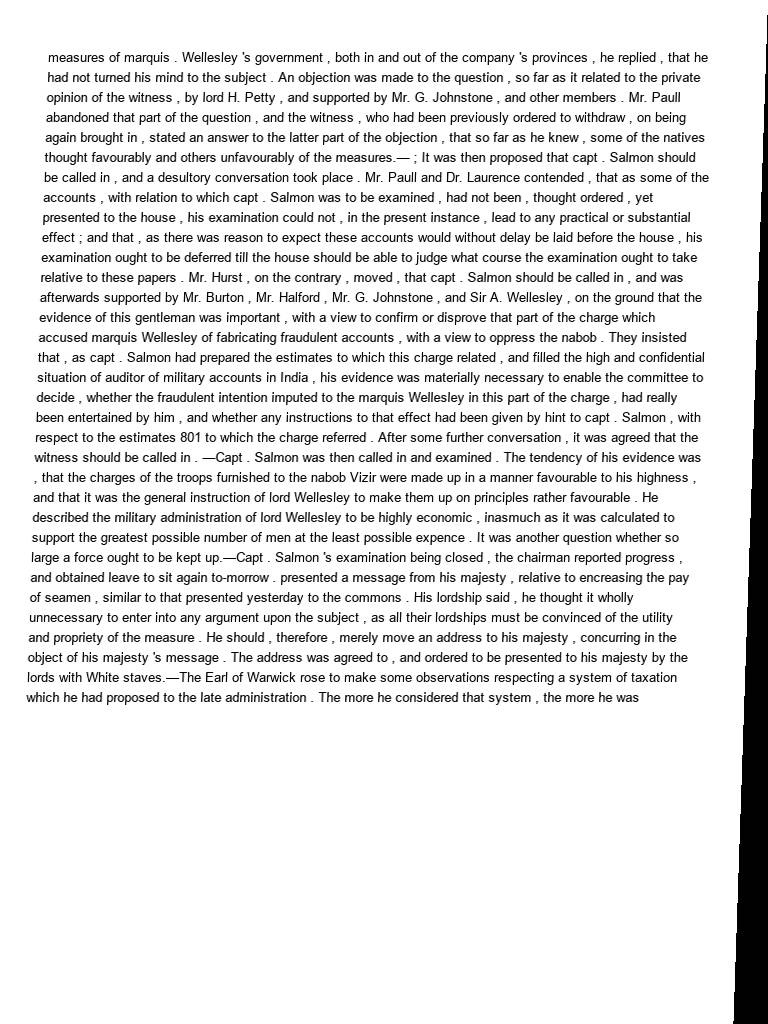 measures of marquis . Wellesley 's government , both in and out of the company 's provinces , he replied , that he
had not turned his mind to the subject . An objection was made to the question , so far as it related to the private
opinion of the witness , by lord H. Petty , and supported by Mr. G. Johnstone , and other members . Mr. Paull
abandoned that part of the question , and the witness , who had been previously ordered to withdraw , on being
again brought in , stated an answer to the latter part of the objection , that so far as he knew , some of the natives
thought favourably and others unfavourably of the measures.— ; It was then proposed that capt . Salmon should
be called in , and a desultory conversation took place . Mr. Paull and Dr. Laurence contended , that as some of the
accounts , with relation to which capt . Salmon was to be examined , had not been , thought ordered , yet
presented to the house , his examination could not , in the present instance , lead to any practical or substantial
effect ; and that , as there was reason to expect these accounts would without delay be laid before the house , his
examination ought to be deferred till the house should be able to judge what course the examination ought to take
relative to these papers . Mr. Hurst , on the contrary , moved , that capt . Salmon should be called in , and was
afterwards supported by Mr. Burton , Mr. Halford , Mr. G. Johnstone , and Sir A. Wellesley , on the ground that the
evidence of this gentleman was important , with a view to confirm or disprove that part of the charge which
accused marquis Wellesley of fabricating fraudulent accounts , with a view to oppress the nabob . They insisted
that , as capt . Salmon had prepared the estimates to which this charge related , and filled the high and confidential
situation of auditor of military accounts in India , his evidence was materially necessary to enable the committee to
decide , whether the fraudulent intention imputed to the marquis Wellesley in this part of the charge , had really
been entertained by him , and whether any instructions to that effect had been given by hint to capt . Salmon , with
respect to the estimates 801 to which the charge referred . After some further conversation , it was agreed that the
witness should be called in . —Capt . Salmon was then called in and examined . The tendency of his evidence was
, that the charges of the troops furnished to the nabob Vizir were made up in a manner favourable to his highness ,
and that it was the general instruction of lord Wellesley to make them up on principles rather favourable . He
described the military administration of lord Wellesley to be highly economic , inasmuch as it was calculated to
support the greatest possible number of men at the least possible expence . It was another question whether so
large a force ought to be kept up.—Capt . Salmon 's examination being closed , the chairman reported progress ,
and obtained leave to sit again to-morrow . presented a message from his majesty , relative to encreasing the pay
of seamen , similar to that presented yesterday to the commons . His lordship said , he thought it wholly
unnecessary to enter into any argument upon the subject , as all their lordships must be convinced of the utility
and propriety of the measure . He should , therefore , merely move an address to his majesty , concurring in the
object of his majesty 's message . The address was agreed to , and ordered to be presented to his majesty by the
lords with White staves.—The Earl of Warwick rose to make some observations respecting a system of taxation
which he had proposed to the late administration . The more he considered that system , the more he was